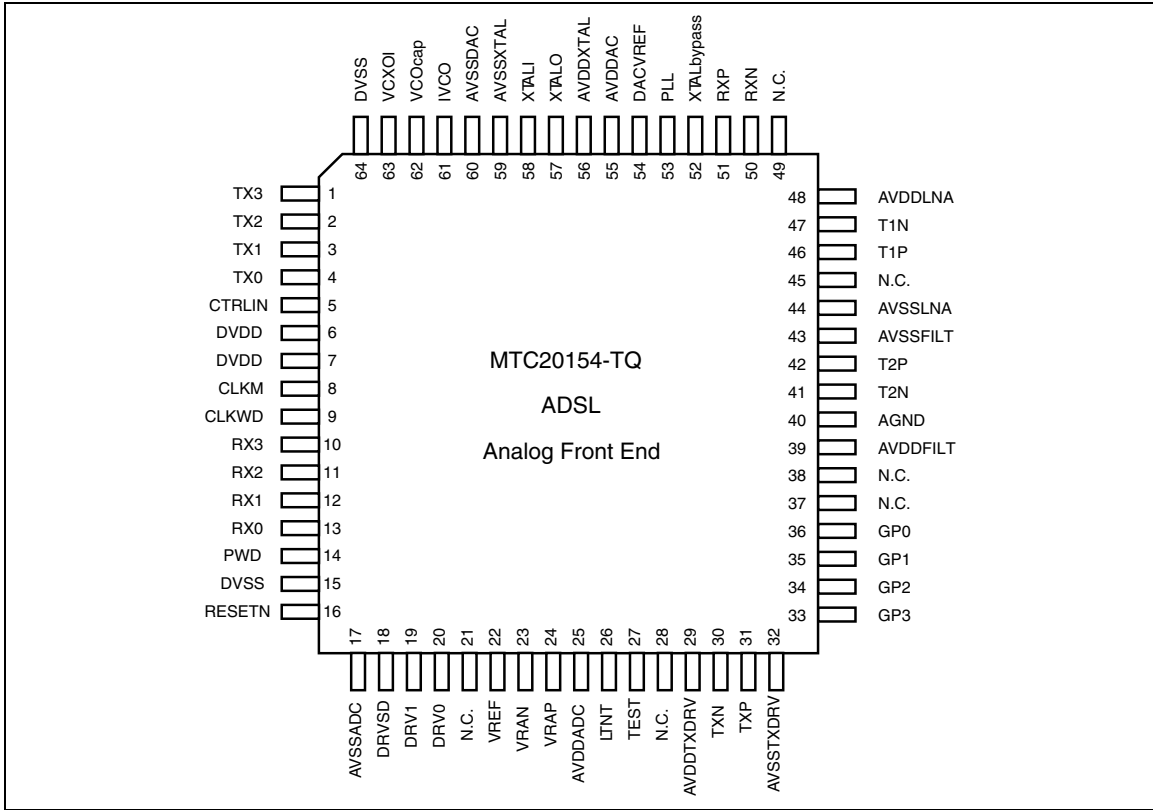 DVSS
VCXOI
VCOcap
IVCO
AVSSDAC
AVSSXTAL
XTALI
XTALO
AVDDXTAL
AVDDDAC
DACVREF
PLL
XTALbypass
RXP
RXN
N.C.
64 63 62 61 60 59 58 57 56 55 54 53 52 51 50 49
TX3 1
TX2 2
TX1 3
TX0 4
CTRLIN 5
DVDD 6
DVDD 7
CLKM 8
CLKWD 9
RX3 10
RX2 11
RX1 12
RX0 13
PWD 14
DVSS 15
RESETN 16
MTC20154-TQ
ADSL
Analog Front End
48 AVDDLNA
47 T1N
46 T1P
45 N.C.
44 AVSSLNA
43 AVSSFILT
42 T2P
41 T2N
40 AGND
39 AVDDFILT
38 N.C.
37 N.C.
36 GP0
35 GP1
34 GP2
33 GP3
17 18 19 20 21 22 23 24 25 26 27 28 29 30 31 32
AVSSADC
DRVSD
DRV1
DRV0
N.C.
VREF
VRAN
VRAP
AVDDADC
LTNT
TEST
N.C.
AVDDTXDRV
TXN
TXP
AVSSTXDRV